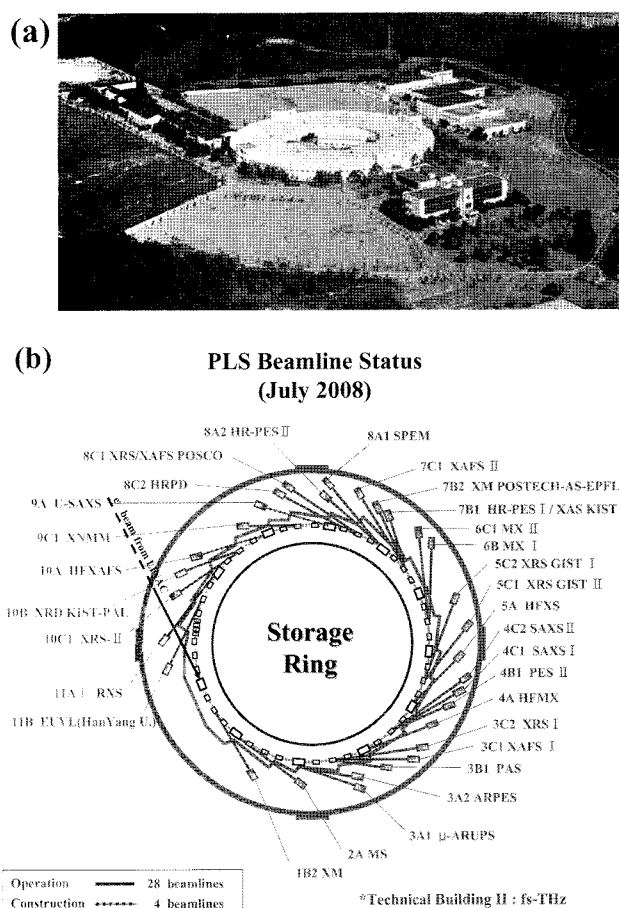 (a)
(b)
PLS Beamline Status
(July 2008)
8A2 HR-PES II
8A1 SPEM
8C1 XRS/XAFS POSCO
7C1 XAFS II
8C2 HRPD
7B2 XM POSTECH-AS-EPFL
9A U-SAXS
7B1 HR-PES I / XAS KIST
e beam from
6C1 MX II
9C1 XNMM
6B MX I
10A HFXAFS
5C2 XRS GIST I
5C1 XRS GIST II
10B XRD KIST-PAL
5A HFXS
10C1 XRS-II
4C2 SAXS II
4C1 SAXS I
Storage
Ring
4B1 PES II
11A RNS
4A HFMX
11B EUVL(HanYang U.)
3C2 XRS I
3C1 XAFS I
3B1 PAS
3A2 ARPES
3A1 μ-ARUPS
2A MS
1B2 XM
Operation 28 beamlines
Construction 4 beamlines
*Technical Building II : fs-THz